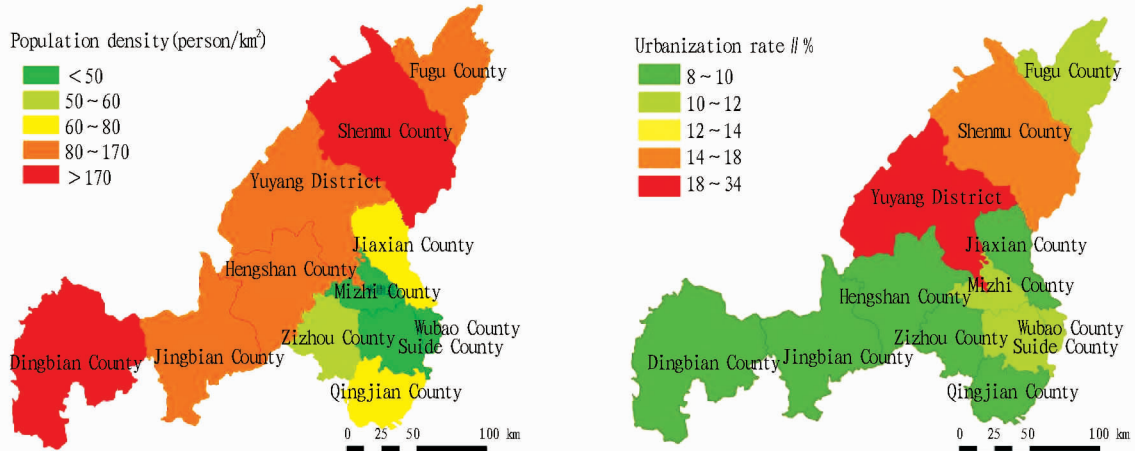 Population density(person/km²)
<50
50~60
60~80
80~170
>170
Fugu County
Shenmu County
Yuyang District
Jiaxian County
Hengshan County
Mizhi County
Zizhou County
Wubao County
Suide County
Dingbian County
Jingbian County
Qingjian County
0 25 50 100 km
Urbanization rate//%
8~10
10~12
12~14
14~18
18~34
Fugu County
Shenmu County
Yuyang District
Jiaxian County
Mizhi County
Hengshan County
Zizhou County
Wubao County
Suide County
Dingbian County
Jingbian County
Qingjian County
0 25 50 100 km